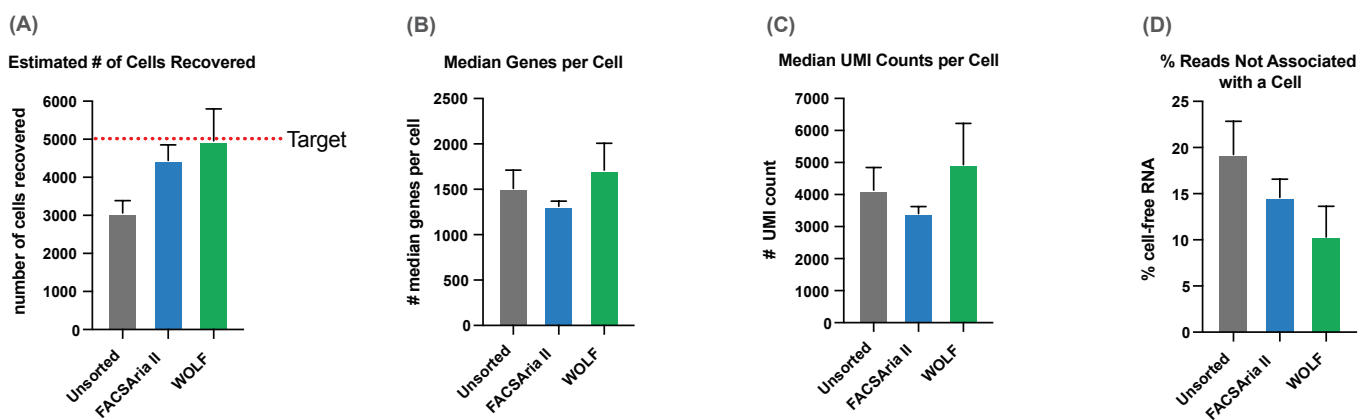 (A)
Estimated # of Cells Recovered
number of cells recovered
6000
5000
4000
3000
2000
1000
0
Target
Unsorted
FACSAria II
WOLF
(B)
Median Genes per Cell
# median genes per cell
2500
2000
1500
1000
500
0
Unsorted
FACSAria II
WOLF
(C)
Median UMI Counts per Cell
# UMI count
7000
6000
5000
4000
3000
2000
1000
0
Unsorted
FACSAria II
WOLF
(D)
% Reads Not Associated
with a Cell
% cell-free RNA
25
20
15
10
5
0
Unsorted
FACSAria II
WOLF